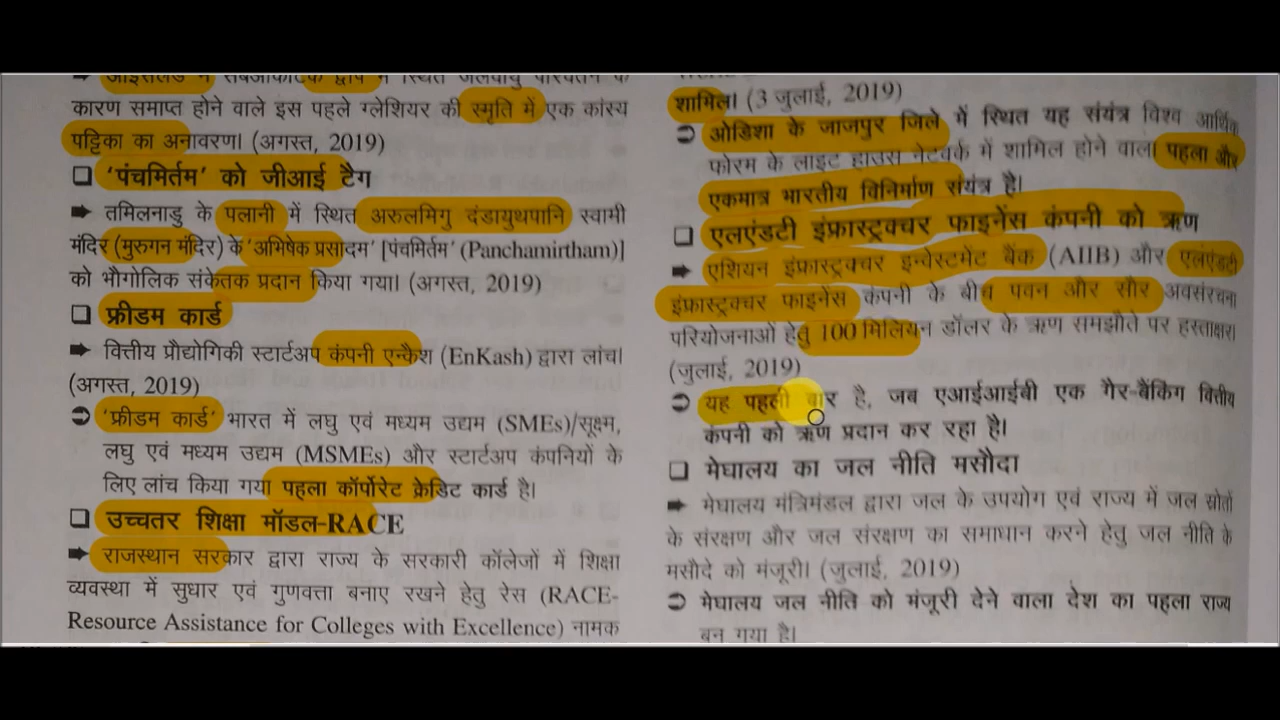 ➡ आइसलैंड में सबआर्कटिक द्वीप में स्थित जलवायु परिवर्तन के
कारण समाप्त होने वाले इस पहले ग्लेशियर की स्मृति में एक कांस्य
पट्टिका का अनावरण। (अगस्त, 2019)
❑ 'पंचमिर्तम' को जीआई टैग
➡ तमिलनाडु के पलानी में स्थित अरुलमिगु दंडायुथपानि स्वामी
मंदिर (मुरुगन मंदिर) के 'अभिषेक प्रसादम' [पंचमिर्तम' (Panchamirtham)]
को भौगोलिक संकेतक प्रदान किया गया। (अगस्त, 2019)
❑ फ्रीडम कार्ड
➡ वित्तीय प्रौद्योगिकी स्टार्टअप कंपनी एन्कैश (EnKash) द्वारा लांच।
(अगस्त, 2019)
➲ 'फ्रीडम कार्ड' भारत में लघु एवं मध्यम उद्यम (SMEs)/सूक्ष्म,
लघु एवं मध्यम उद्यम (MSMEs) और स्टार्टअप कंपनियों के
लिए लांच किया गया पहला कॉर्पोरेट क्रेडिट कार्ड है।
❑ उच्चतर शिक्षा मॉडल-RACE
➡ राजस्थान सरकार द्वारा राज्य के सरकारी कॉलेजों में शिक्षा
व्यवस्था में सुधार एवं गुणवत्ता बनाए रखने हेतु रेस (RACE-
Resource Assistance for Colleges with Excellence) नामक
शामिल। (3 जुलाई, 2019)
➲ ओडिशा के जाजपुर जिले में स्थित यह संयंत्र विश्व आर्थिक
फोरम के लाइट हाउस नेटवर्क में शामिल होने वाला पहला और
एकमात्र भारतीय विनिर्माण संयंत्र है।
❑ एलएंडटी इंफ्रास्ट्रक्चर फाइनेंस कंपनी को ऋण
➡ एशियन इंफ्रास्ट्रक्चर इन्वेस्टमेंट बैंक (AIIB) और एलएंडटी
इंफ्रास्ट्रक्चर फाइनेंस कंपनी के बीच पवन और सौर अवसंरचना
परियोजनाओं हेतु 100 मिलियन डॉलर के ऋण समझौते पर हस्ताक्षर।
(जुलाई, 2019)
➲ यह पहली बार है, जब एआईआईबी एक गैर-बैंकिंग वित्तीय
कंपनी को ऋण प्रदान कर रहा है।
❑ मेघालय का जल नीति मसौदा
➡ मेघालय मंत्रिमंडल द्वारा जल के उपयोग एवं राज्य में जल स्रोतों
के संरक्षण और जल संरक्षण का समाधान करने हेतु जल नीति के
मसौदे को मंजूरी। (जुलाई, 2019)
➲ मेघालय जल नीति को मंजूरी देने वाला देश का पहला राज्य
बन गया है।